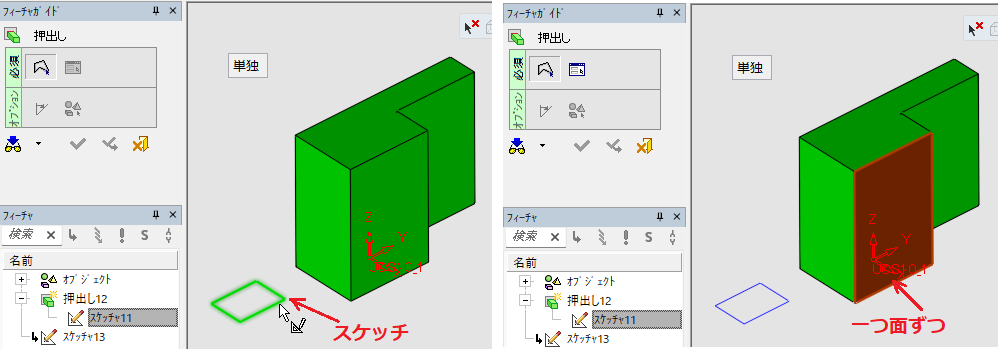 フィーチャガイド
押出し
必須
オプション
単独
フィーチャ
検索
S
名前
オブジェクト
押出し12
スケッチャ11
スケッチャ13
Z
Y
スケッチ
フィーチャガイド
押出し
必須
オプション
単独
フィーチャ
検索
S
名前
オブジェクト
押出し12
スケッチャ11
スケッチャ13
Z
Y
一つ面ずつ